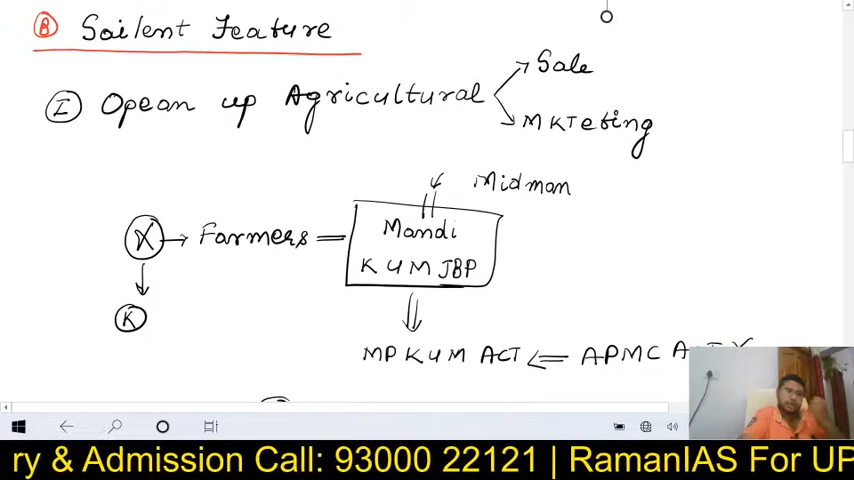 B Sailent Feature
I Opean up Agricultural
Sale
MKTeting
Midman
X → Farmers
Mandi
KUM JBP
K
MP KUM ACT ⇐ APMC
ry & Admission Call: 93000 22121 | RamanIAS For UP